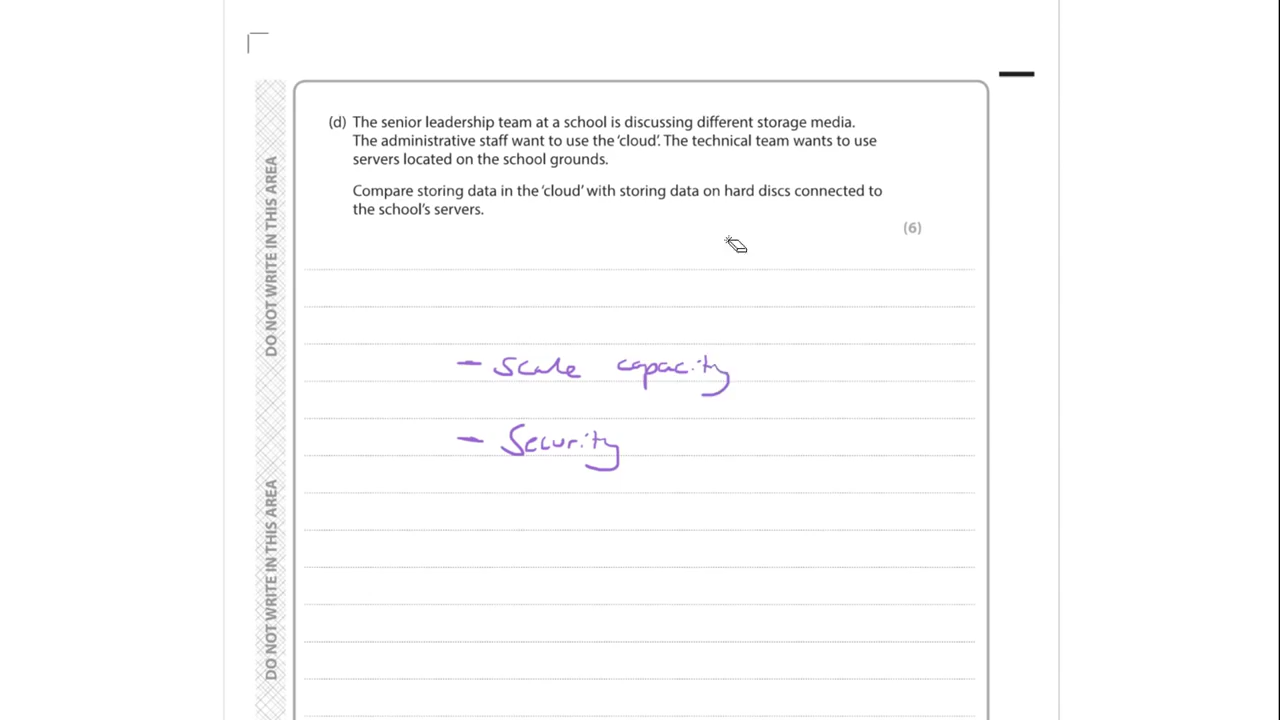 (d) The senior leadership team at a school is discussing different storage media.
The administrative staff want to use the 'cloud'. The technical team wants to use
servers located on the school grounds.
Compare storing data in the 'cloud' with storing data on hard discs connected to
the school's servers.
(6)
- Scale capacity
- Security
DO NOT WRITE IN THIS AREA
DO NOT WRITE IN THIS AREA